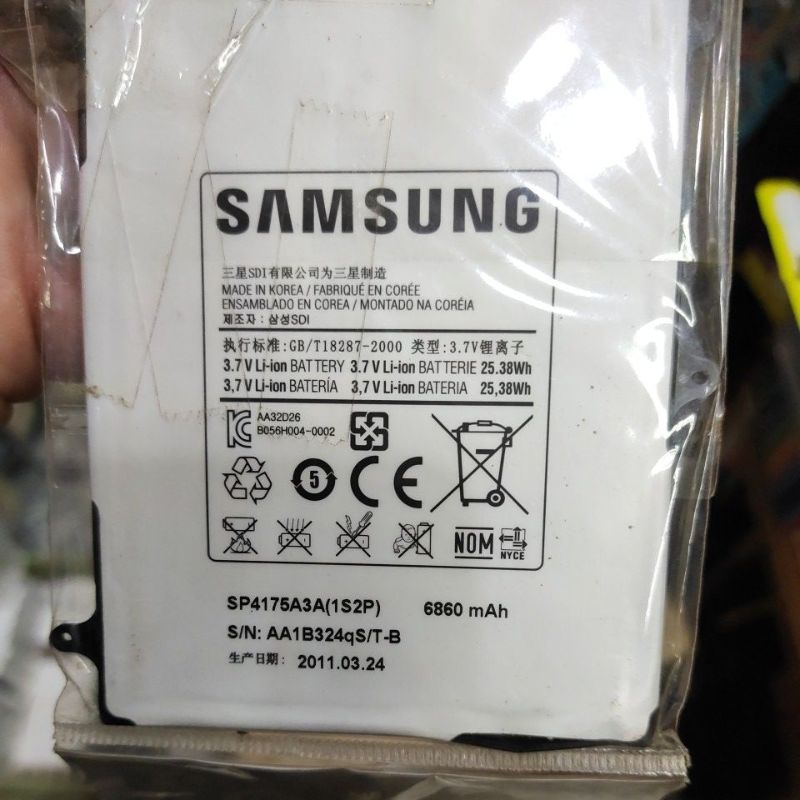 SAMSUNG
三星SDI有限公司为三星制造
MADE IN KOREA / FABRIQUÉ EN CORÉE
ENSAMBLADO EN COREA / MONTADO NA CORÉIA
제조자 : 삼성SDI
执行标准: GB/T18287-2000 类型: 3.7V锂离子
3.7 V Li-ion BATTERY 3.7 V Li-ion BATTERIE 25.38Wh
3,7 V Li-ion BATERÍA 3,7 V Li-ion BATERIA 25,38Wh
AA32D26
B056H004-0002
5
CE
NOM
NYCE
SP4175A3A(1S2P) 6860 mAh
S/N: AA1B324qS/T-B
生产日期: 2011.03.24